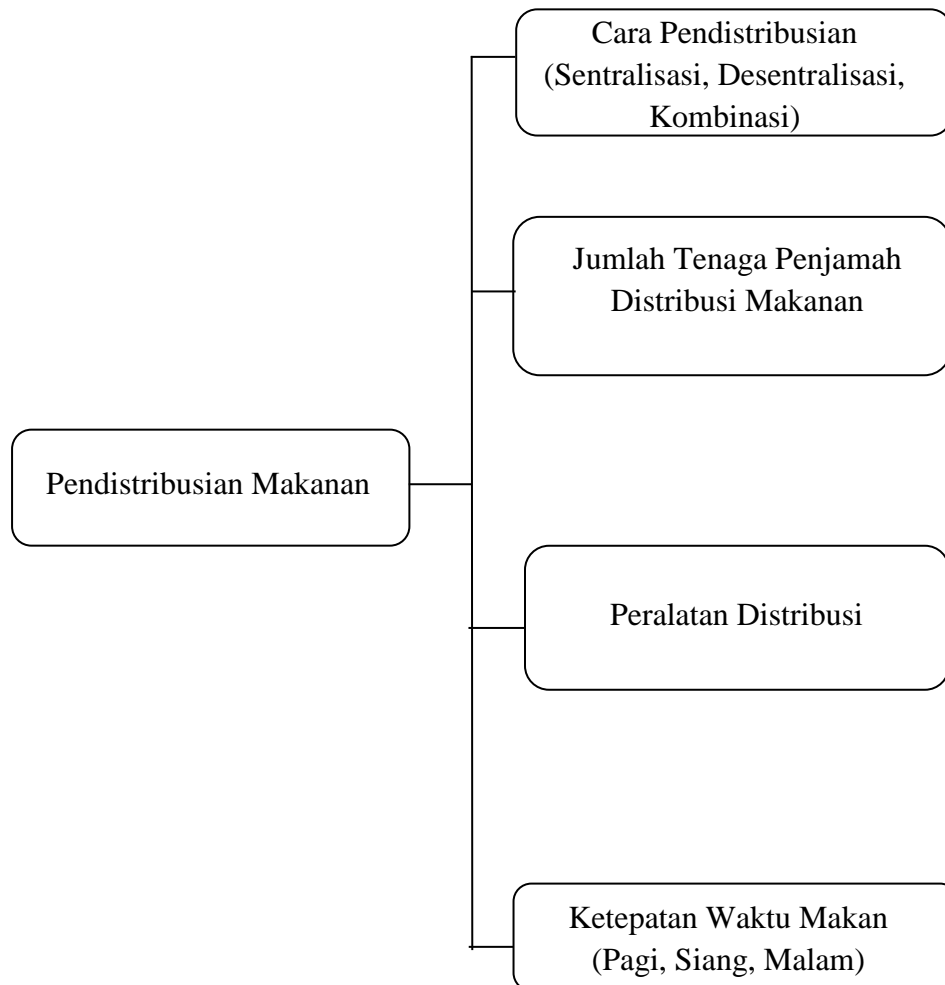 Cara Pendistribusian
(Sentralisasi, Desentralisasi,
Kombinasi)
Jumlah Tenaga Penjamah
Distribusi Makanan
Pendistribusian Makanan
Peralatan Distribusi
Ketepatan Waktu Makan
(Pagi, Siang, Malam)